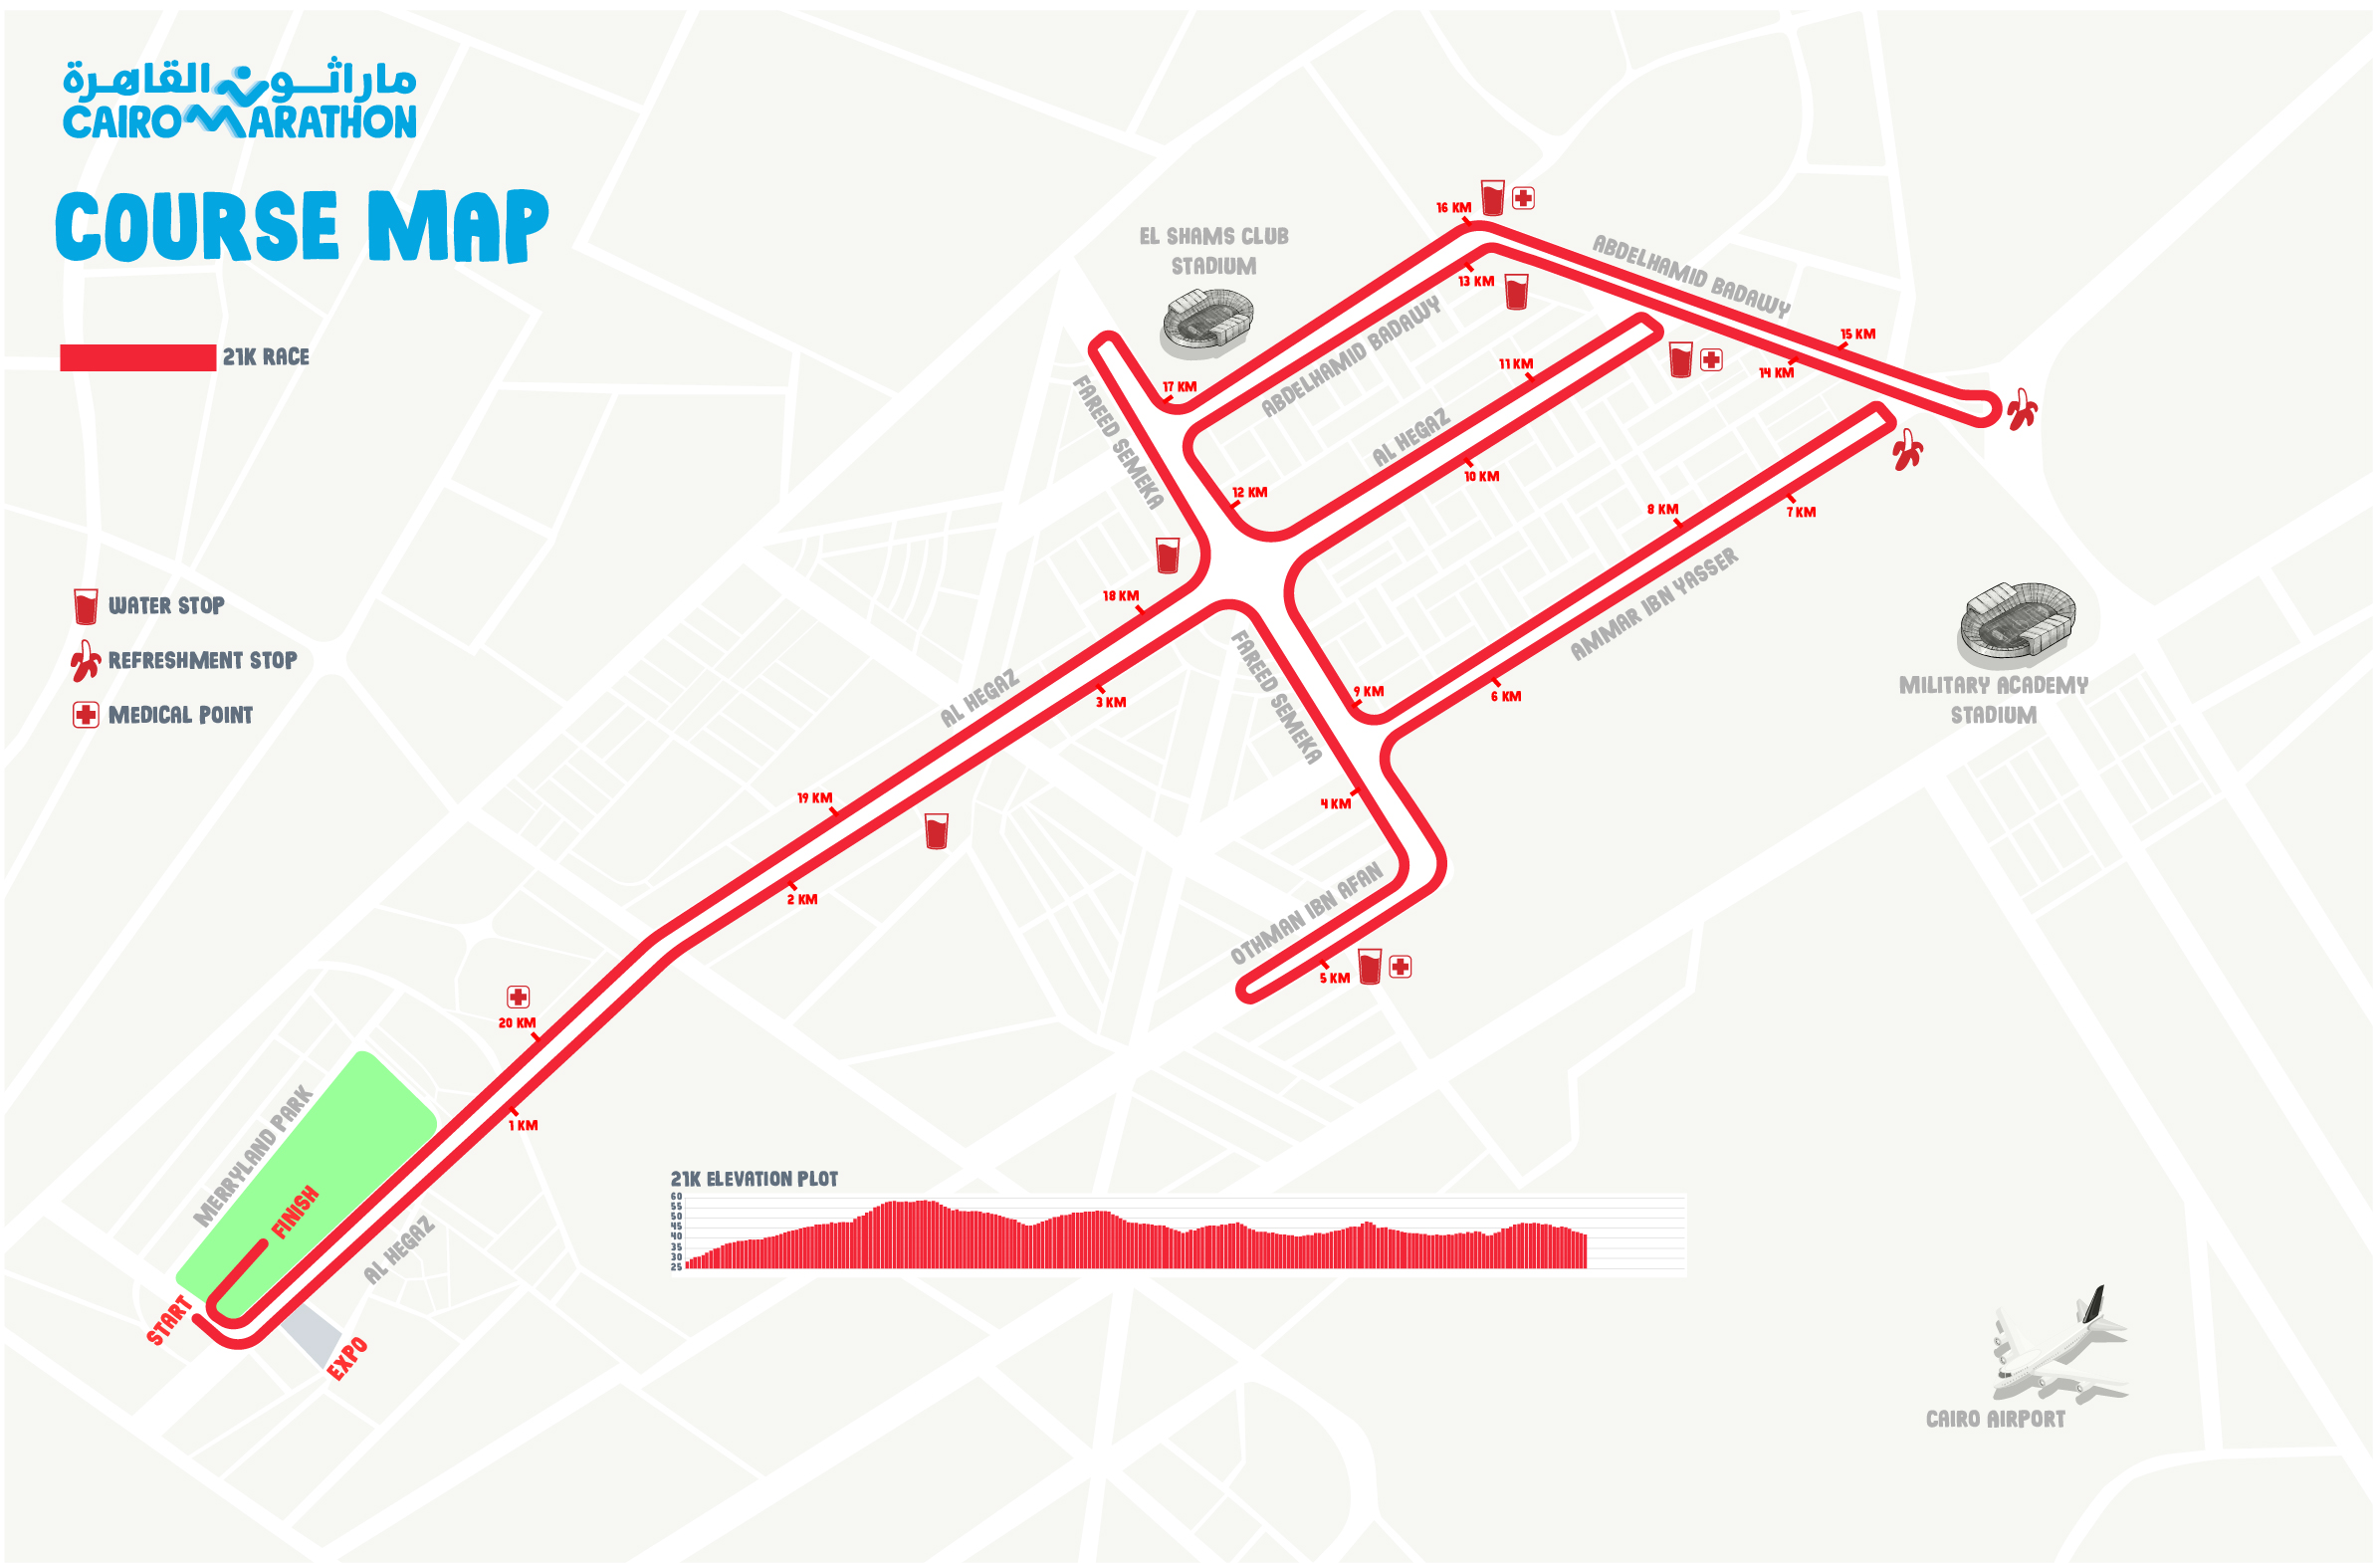 ماراثون القاهرة
CAIRO MARATHON
COURSE MAP
21K RACE
WATER STOP
REFRESHMENT STOP
MEDICAL POINT
EL SHAMS CLUB
STADIUM
16 KM
ABDELHAMID BADAWY
13 KM
15 KM
14 KM
17 KM
FAREED SEMEKA
ABDELHAMID BADAWY
11 KM
AL HEGAZ
10 KM
12 KM
8 KM
7 KM
AMMAR IBN YASSER
18 KM
AL HEGAZ
3 KM
FAREED SEMEKA
9 KM
6 KM
MILITARY ACADEMY
STADIUM
19 KM
2 KM
4 KM
OTHMAN IBN AFAN
5 KM
20 KM
1 KM
MERRYLAND PARK
FINISH
AL HEGAZ
START
EXPO
21K ELEVATION PLOT
60
55
50
45
40
35
30
25
CAIRO AIRPORT